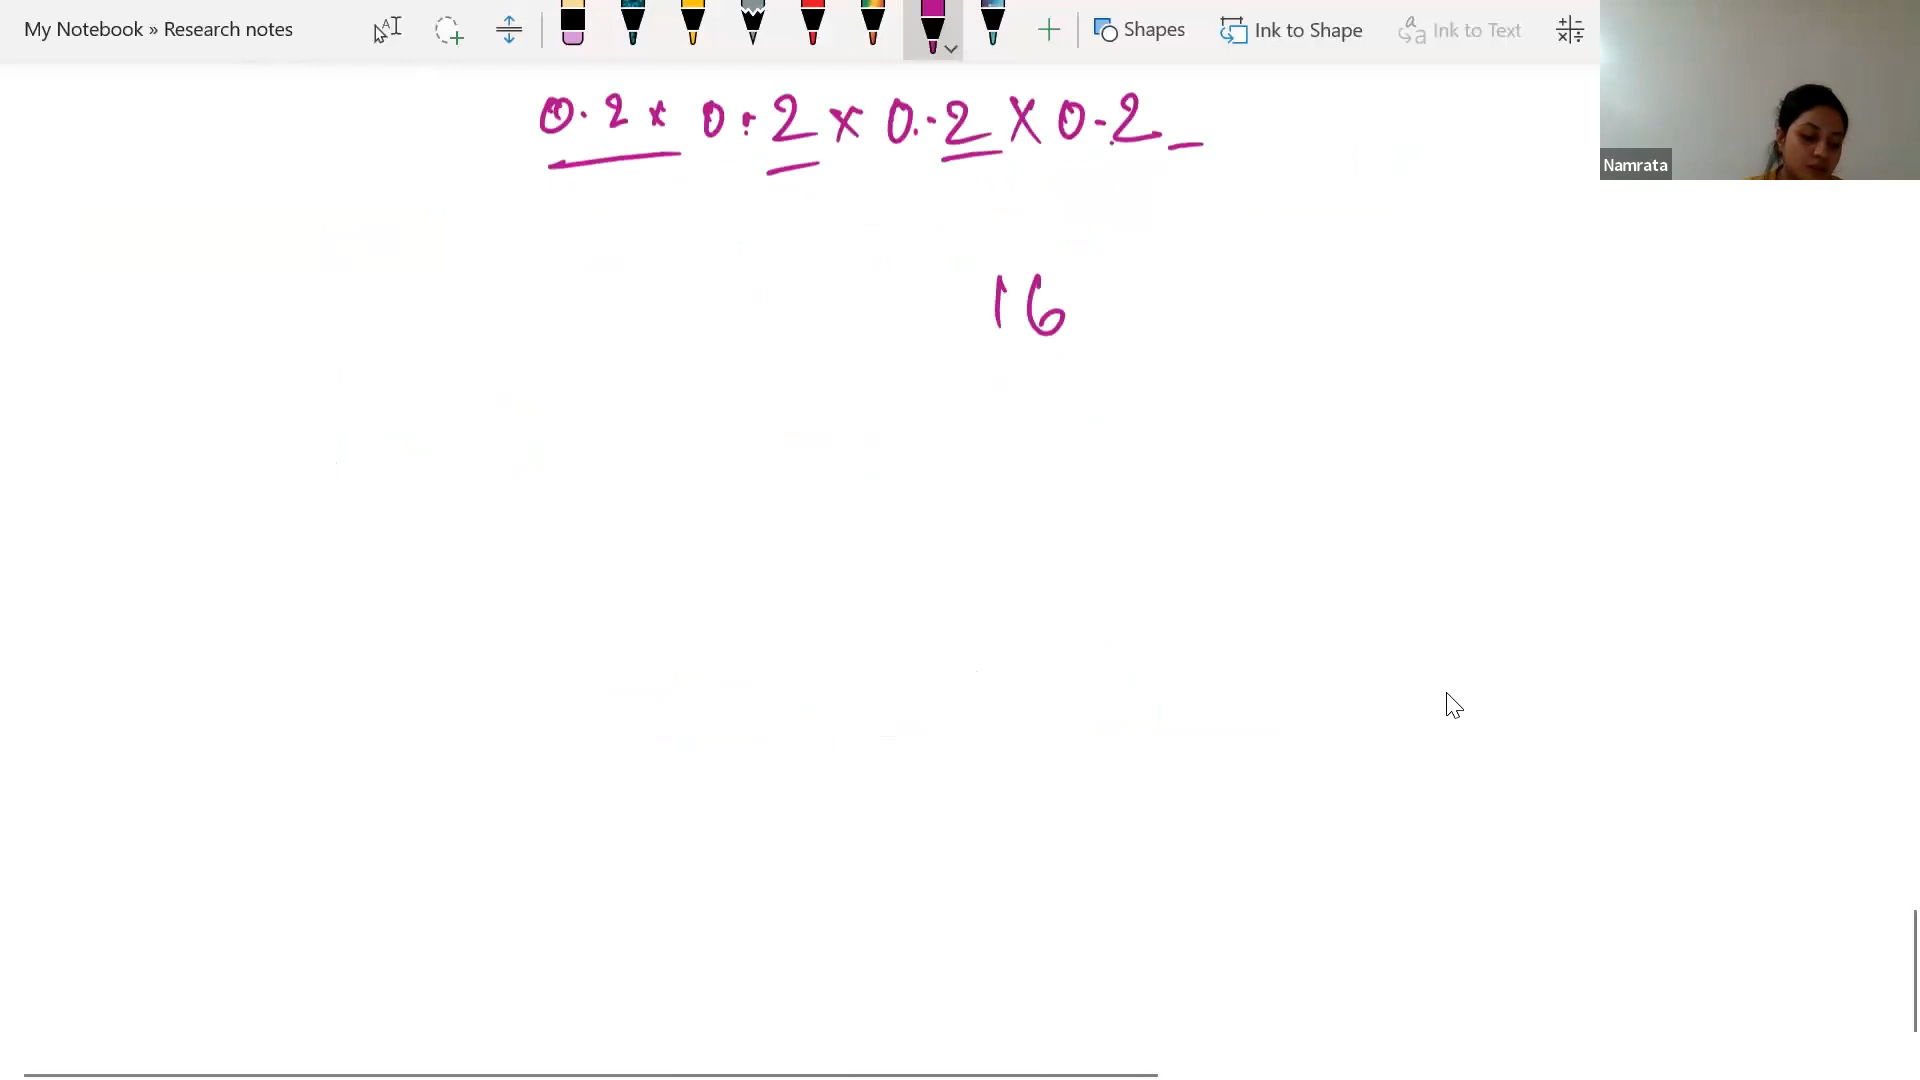 My Notebook » Research notes
Shapes Ink to Shape Ink to Text
0.2 × 0.2 × 0.2 × 0.2
Namrata
16